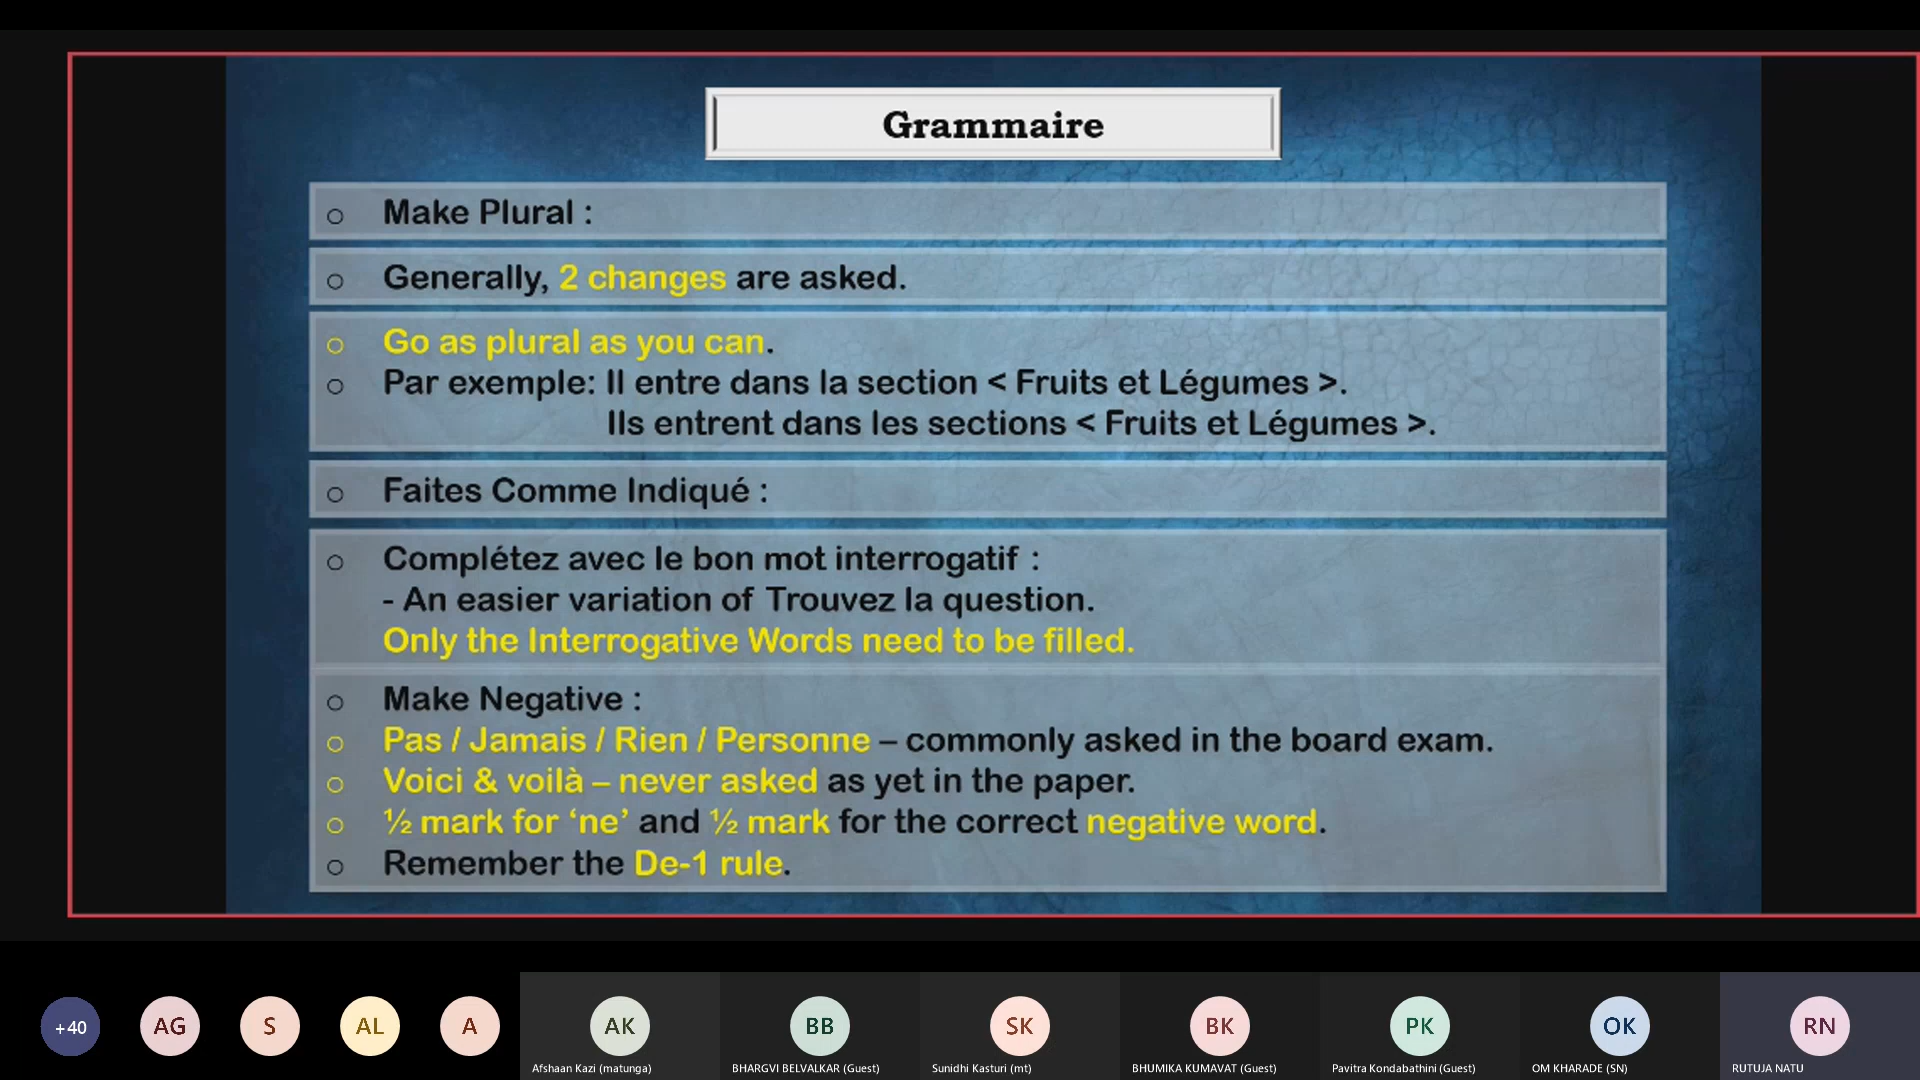 Grammaire
Make Plural :
Generally, 2 changes are asked.
Go as plural as you can.
Par exemple: Il entre dans la section < Fruits et Légumes >.
Ils entrent dans les sections < Fruits et Légumes >.
Faites Comme Indiqué :
Complétez avec le bon mot interrogatif :
- An easier variation of Trouvez la question.
Only the Interrogative Words need to be filled.
Make Negative :
Pas / Jamais / Rien / Personne – commonly asked in the board exam.
Voici & voilà – never asked as yet in the paper.
½ mark for ‘ne’ and ½ mark for the correct negative word.
Remember the De-1 rule.
+40 AG S AL A AK BB SK BK PK OK RN
Afshaan Kazi (matunga) BHARGVI BELVALKAR (Guest) Sunidhi Kasturi (mt) BHUMIKA KUMAVAT (Guest) Pavitra Kondabathini (Guest) OM KHARADE (SN) RUTUJA NATU